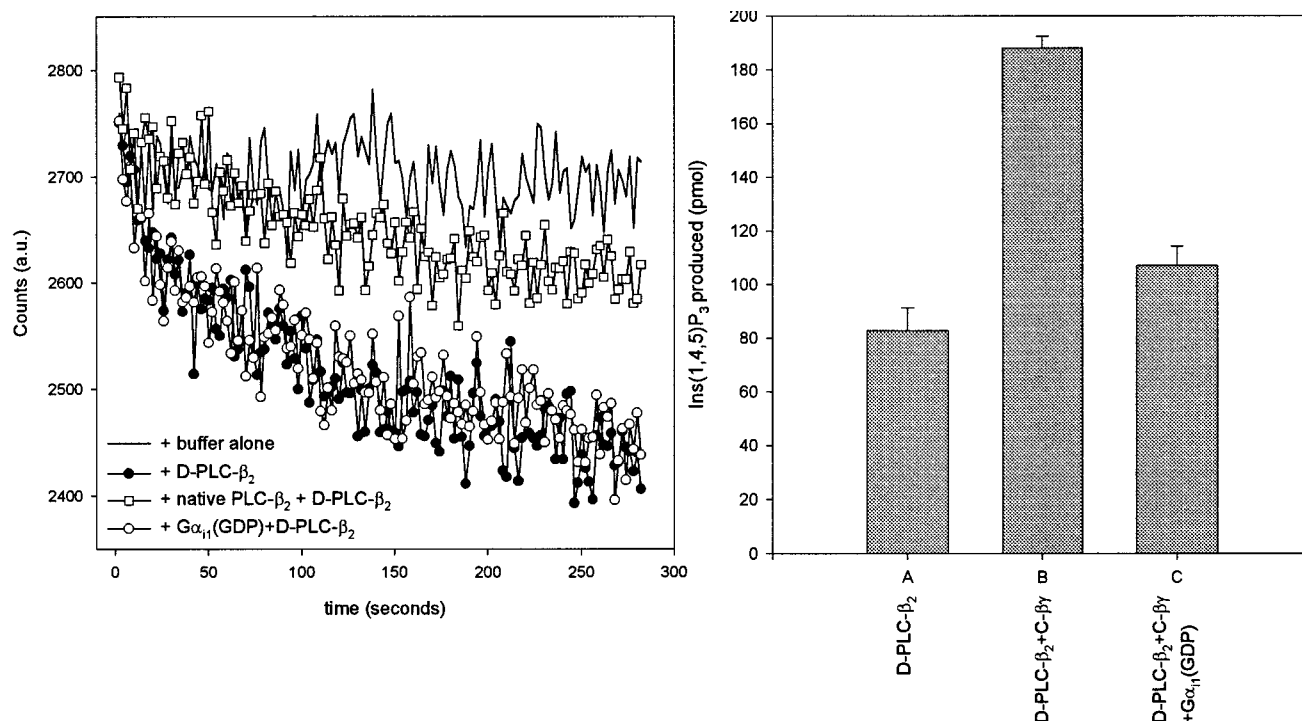 Counts (a.u.)
2800
2700
2600
2500
2400
+ buffer alone
+ D-PLC-β₂
+ native PLC-β₂ + D-PLC-β₂
+ Gαᵢ₁(GDP)+D-PLC-β₂
0
50
100
150
200
250
300
time (seconds)
Ins(1,4,5)P₃ produced (pmol)
200
180
160
140
120
100
80
60
40
20
0
A
B
C
D-PLC-β₂
D-PLC-β₂+C-βγ
D-PLC-β₂+C-βγ
+Gαᵢ₁(GDP)